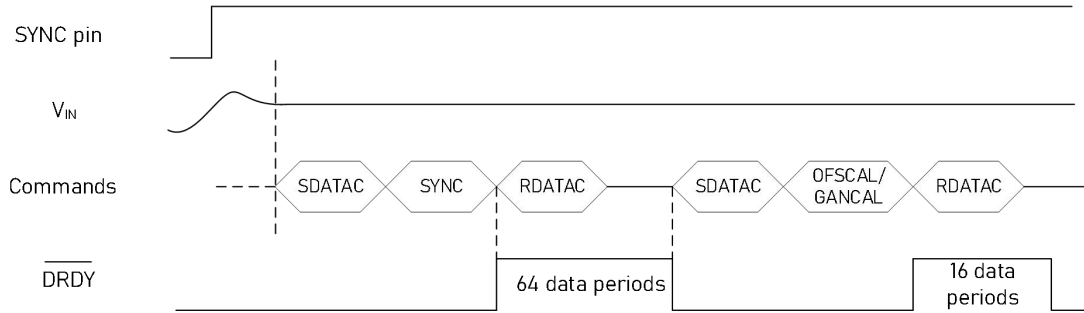 SYNC pin
VIN
Commands
SDATAC
SYNC
RDATAC
SDATAC
OFSCAL/
GANCAL
RDATAC
DRDY
64 data periods
16 data
periods